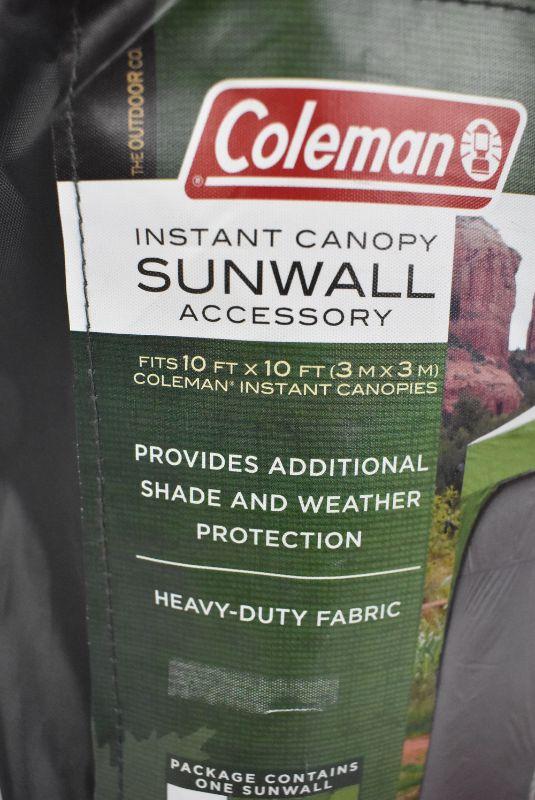 THE OUTDOOR CO.
Coleman
INSTANT CANOPY
SUNWALL
ACCESSORY
FITS 10 FT X 10 FT (3 M X 3 M)
COLEMAN® INSTANT CANOPIES
PROVIDES ADDITIONAL
SHADE AND WEATHER
PROTECTION
HEAVY-DUTY FABRIC
PACKAGE CONTAINS
ONE SUNWALL